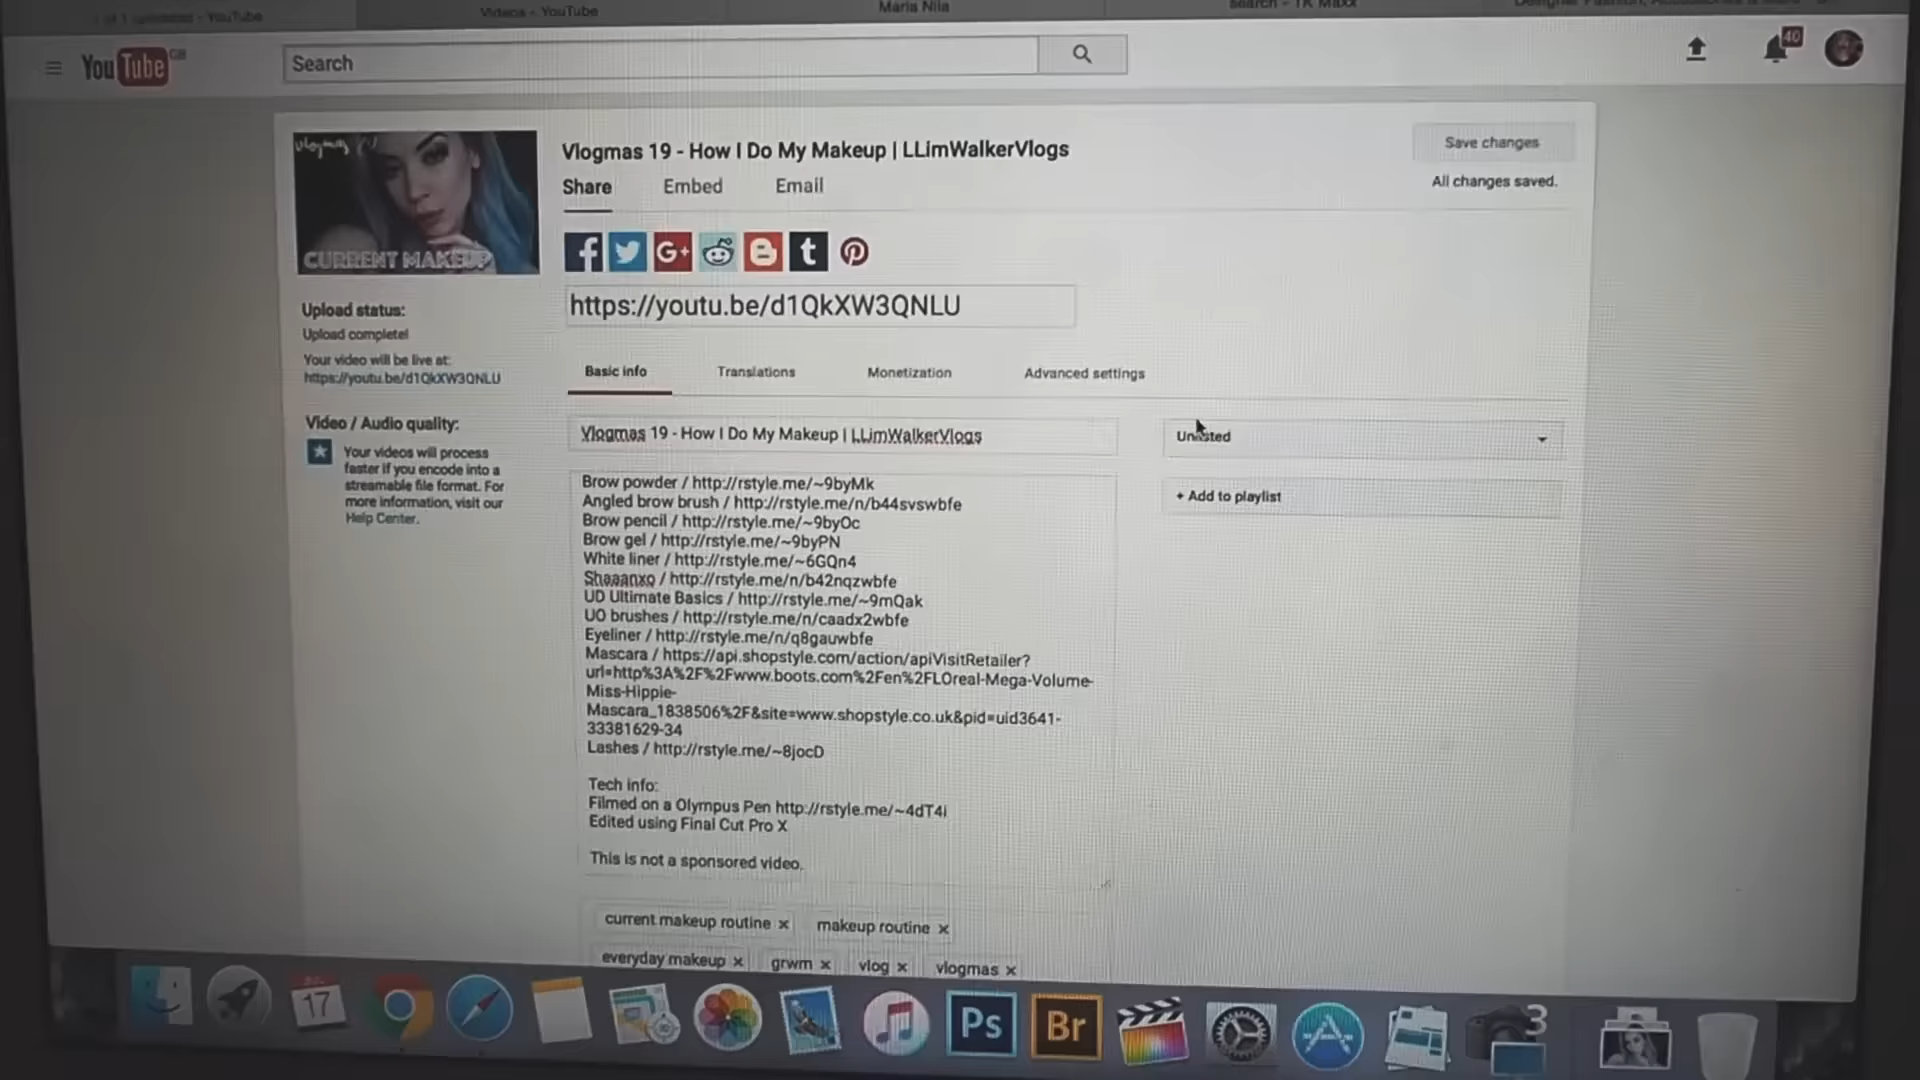 Videos - YouTube
Maria Nila
YouTube GB
Search
40
vlogmas
CURRENT MAKEUP
Vlogmas 19 - How I Do My Makeup | LLimWalkerVlogs
Save changes
All changes saved.
Share
Embed
Email
https://youtu.be/d1QkXW3QNLU
Upload status:
Upload complete!
Your video will be live at:
https://youtu.be/d1QkXW3QNLU
Video / Audio quality:
Your videos will process
faster if you encode into a
streamable file format. For
more information, visit our
Help Center.
Basic info
Translations
Monetization
Advanced settings
Vlogmas 19 - How I Do My Makeup | LLimWalkerVlogs
Unlisted
+ Add to playlist
Brow powder / http://rstyle.me/~9byMk
Angled brow brush / http://rstyle.me/n/b44svswbfe
Brow pencil / http://rstyle.me/~9byOc
Brow gel / http://rstyle.me/~9byPN
White liner / http://rstyle.me/~6GQn4
Shaaanxo / http://rstyle.me/n/b42nqzwbfe
UD Ultimate Basics / http://rstyle.me/~9mQak
UO brushes / http://rstyle.me/n/caadx2wbfe
Eyeliner / http://rstyle.me/n/q8gauwbfe
Mascara / https://api.shopstyle.com/action/apiVisitRetailer?
url=http%3A%2F%2Fwww.boots.com%2Fen%2FLOreal-Mega-Volume-
Miss-Hippie-
Mascara_1838506%2F&site=www.shopstyle.co.uk&pid=uid3641-
33381629-34
Lashes / http://rstyle.me/~8jocD
Tech info:
Filmed on a Olympus Pen http://rstyle.me/~4dT4i
Edited using Final Cut Pro X
This is not a sponsored video.
current makeup routine ×
makeup routine ×
everyday makeup ×
grwm ×
vlog ×
vlogmas ×
17
Ps
Br
3